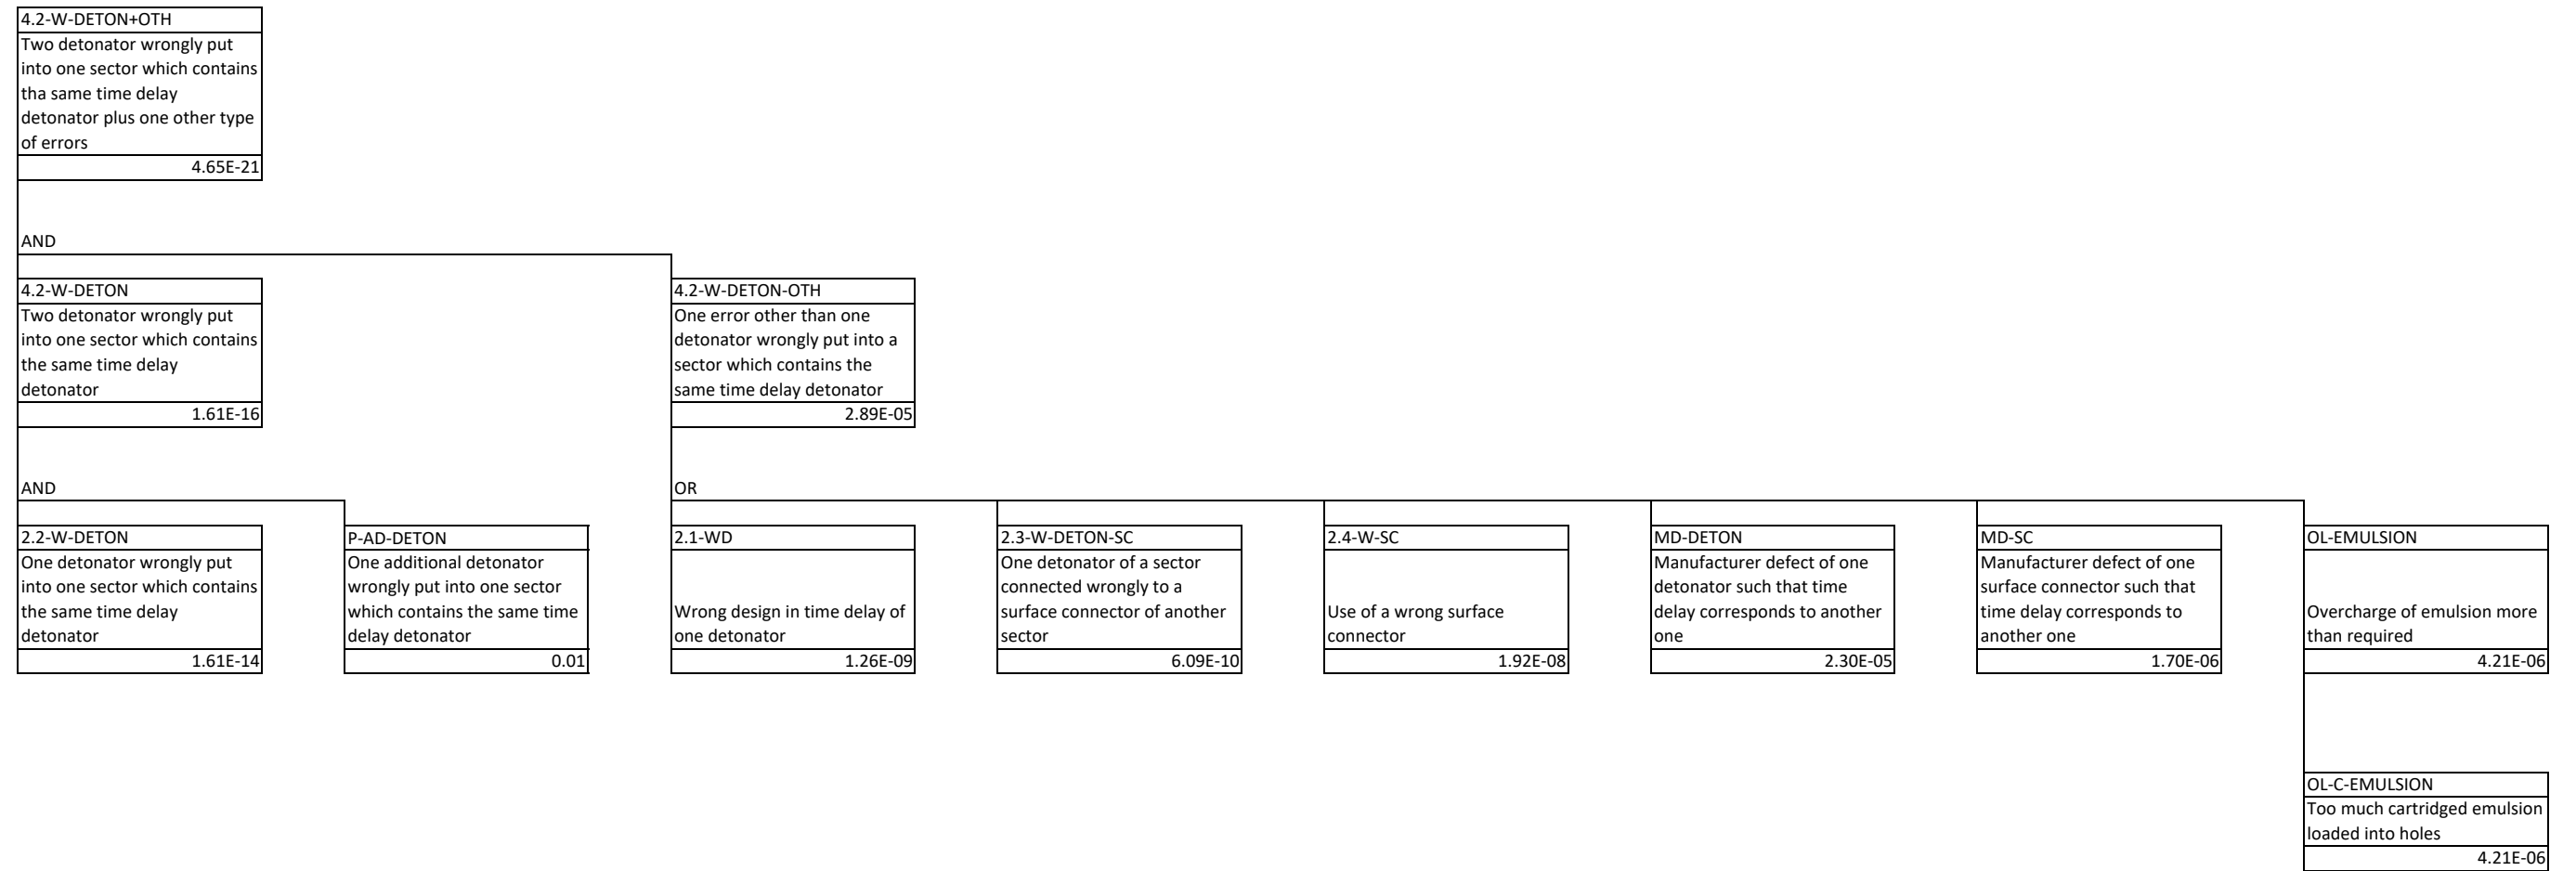 4.2-W-DETON+OTH
Two detonator wrongly put
into one sector which contains
tha same time delay
detonator plus one other type
of errors
4.65E-21
AND
4.2-W-DETON
Two detonator wrongly put
into one sector which contains
the same time delay
detonator
1.61E-16
4.2-W-DETON-OTH
One error other than one
detonator wrongly put into a
sector which contains the
same time delay detonator
2.89E-05
AND
OR
2.2-W-DETON
One detonator wrongly put
into one sector which contains
the same time delay
detonator
1.61E-14
P-AD-DETON
One additional detonator
wrongly put into one sector
which contains the same time
delay detonator
0.01
2.1-WD
Wrong design in time delay of
one detonator
1.26E-09
2.3-W-DETON-SC
One detonator of a sector
connected wrongly to a
surface connector of another
sector
6.09E-10
2.4-W-SC
Use of a wrong surface
connector
1.92E-08
MD-DETON
Manufacturer defect of one
detonator such that time
delay corresponds to another
one
2.30E-05
MD-SC
Manufacturer defect of one
surface connector such that
time delay corresponds to
another one
1.70E-06
OL-EMULSION
Overcharge of emulsion more
than required
4.21E-06
OL-C-EMULSION
Too much cartridged emulsion
loaded into holes
4.21E-06